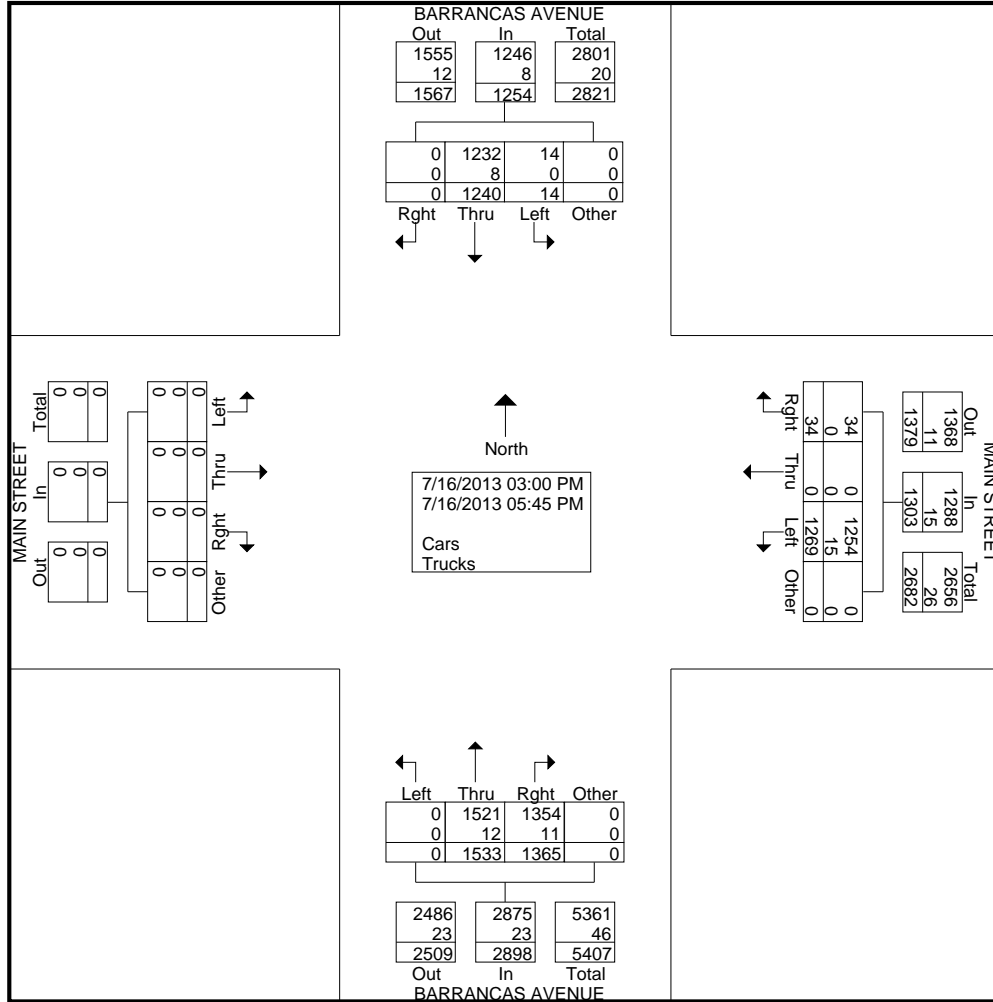 BARRANCAS AVENUE
Out In Total
1555 1246 2801
12 8 20
1567 1254 2821
0 1232 14 0
0 8 0 0
0 1240 14 0
Rght Thru Left Other
MAIN STREET
Total In Out
0 0 0
0 0 0
0 0 0
Left Thru Rght Other
0 0 0 0
0 0 0 0
0 0 0 0
North
7/16/2013 03:00 PM
7/16/2013 05:45 PM
Cars
Trucks
Rght Thru Left Other
34 0 1254 0
0 0 15 0
34 0 1269 0
Out In Total
1368 1288 2656
11 15 26
1379 1303 2682
MAIN STREET
Left Thru Rght Other
0 1521 1354 0
0 12 11 0
0 1533 1365 0
2486 2875 5361
23 23 46
2509 2898 5407
Out In Total
BARRANCAS AVENUE